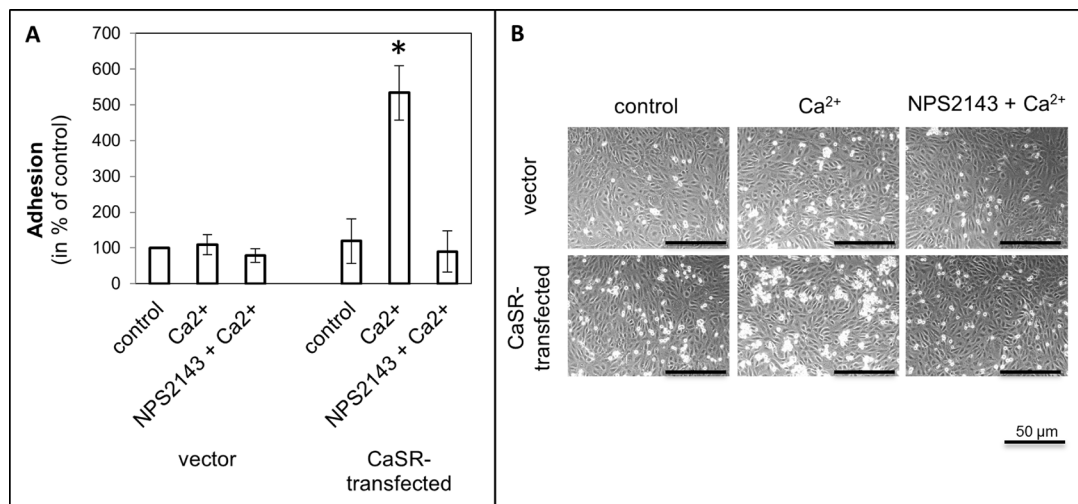 A
Adhesion
(in % of control)
700
600
500
400
300
200
100
0
*
control
Ca2+
NPS2143 + Ca2+
control
Ca2+
NPS2143 + Ca2+
vector
CaSR-
transfected
B
control
Ca²⁺
NPS2143 + Ca²⁺
vector
CaSR-
transfected
50 µm